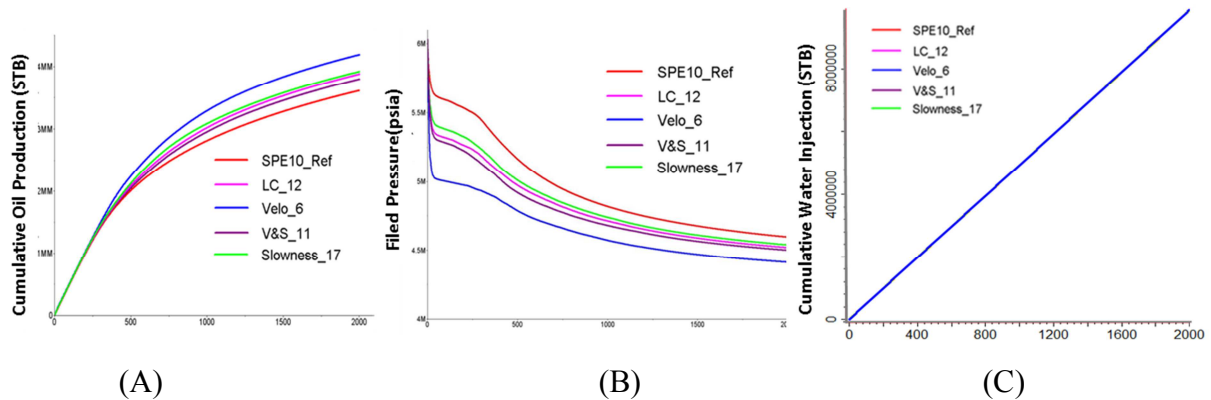 Cumulative Oil Production (STB)
4MM
3MM
2MM
1MM
0
0 500 1000 1500 2000
SPE10_Ref
LC_12
Velo_6
V&S_11
Slowness_17
(A)
Filed Pressure(psia)
6M
5.5M
5M
4.5M
4M
0 500 1000 1500 20
SPE10_Ref
LC_12
Velo_6
V&S_11
Slowness_17
(B)
Cumulative Water Injection (STB)
8000000
4000000
0
0 400 800 1200 1600 2000
SPE10_Ref
LC_12
Velo_6
V&S_11
Slowness_17
(C)